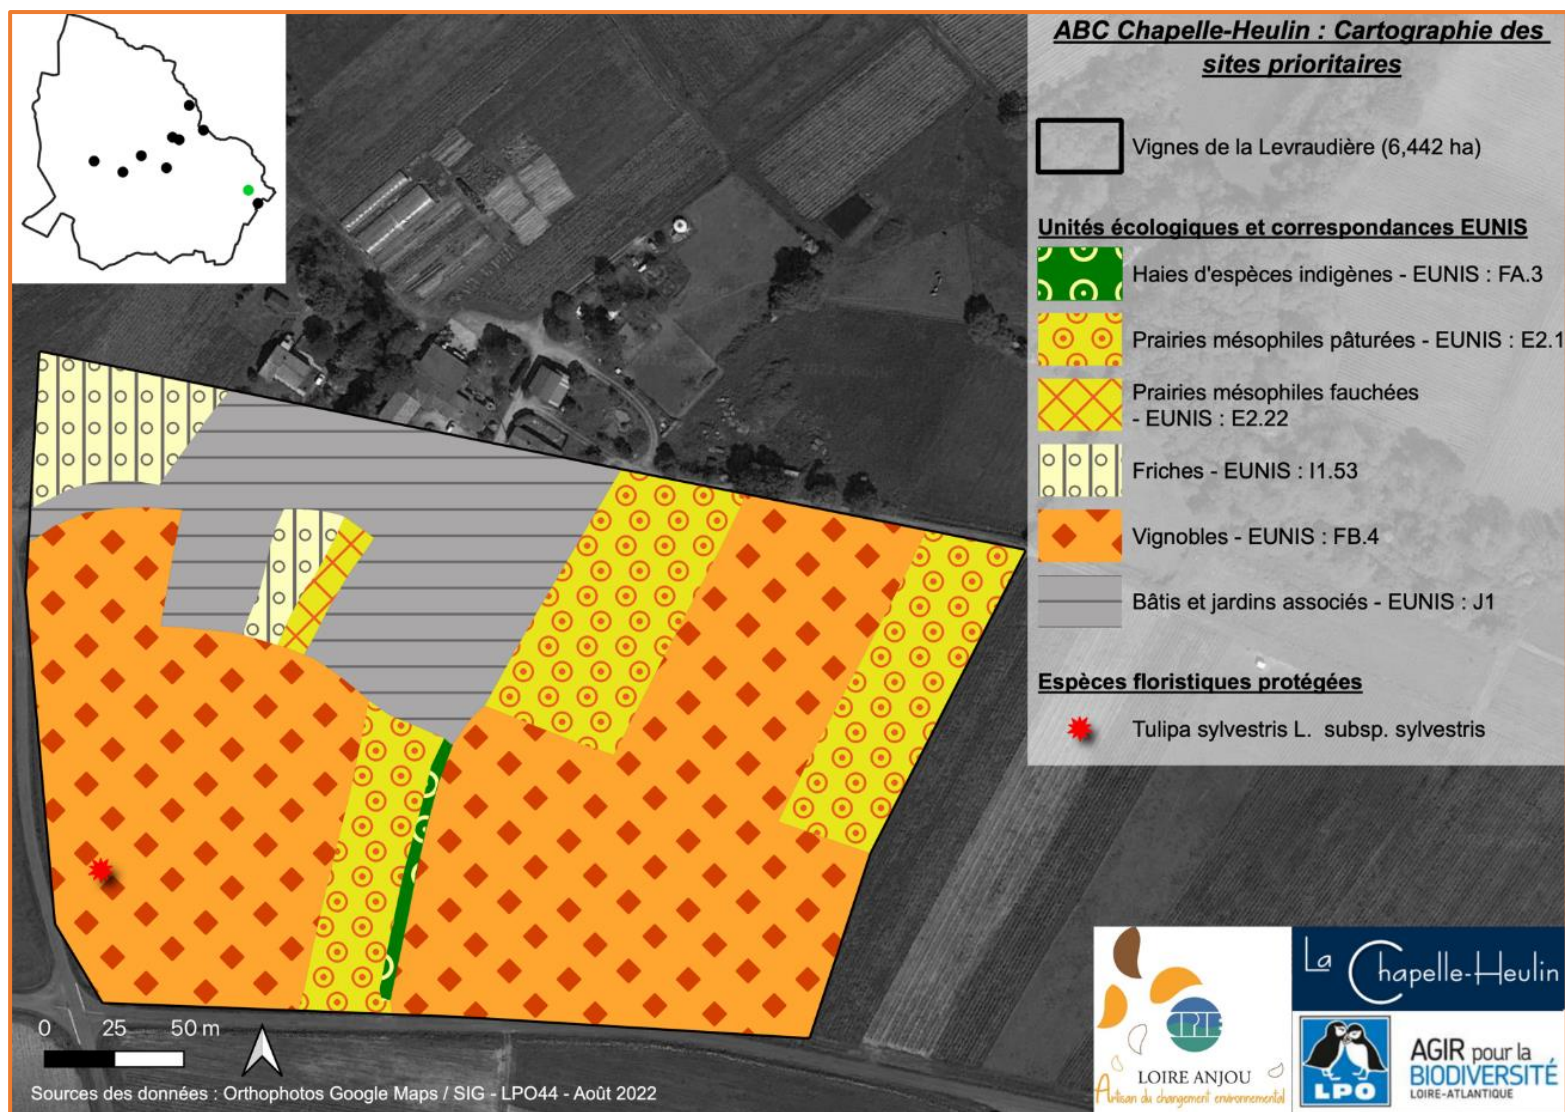 ABC Chapelle-Heulin : Cartographie des
sites prioritaires
Vignes de la Levraudière (6,442 ha)
Unités écologiques et correspondances EUNIS
Haies d'espèces indigènes - EUNIS : FA.3
Prairies mésophiles pâturées - EUNIS : E2.1
Prairies mésophiles fauchées
- EUNIS : E2.22
Friches - EUNIS : I1.53
Vignobles - EUNIS : FB.4
Bâtis et jardins associés - EUNIS : J1
Espèces floristiques protégées
Tulipa sylvestris L. subsp. sylvestris
0 25 50 m
Sources des données : Orthophotos Google Maps / SIG - LPO44 - Août 2022
CPIE
LOIRE ANJOU
Artisan du changement environnemental
La Chapelle-Heulin
LPO
AGIR pour la
BIODIVERSITÉ
LOIRE-ATLANTIQUE